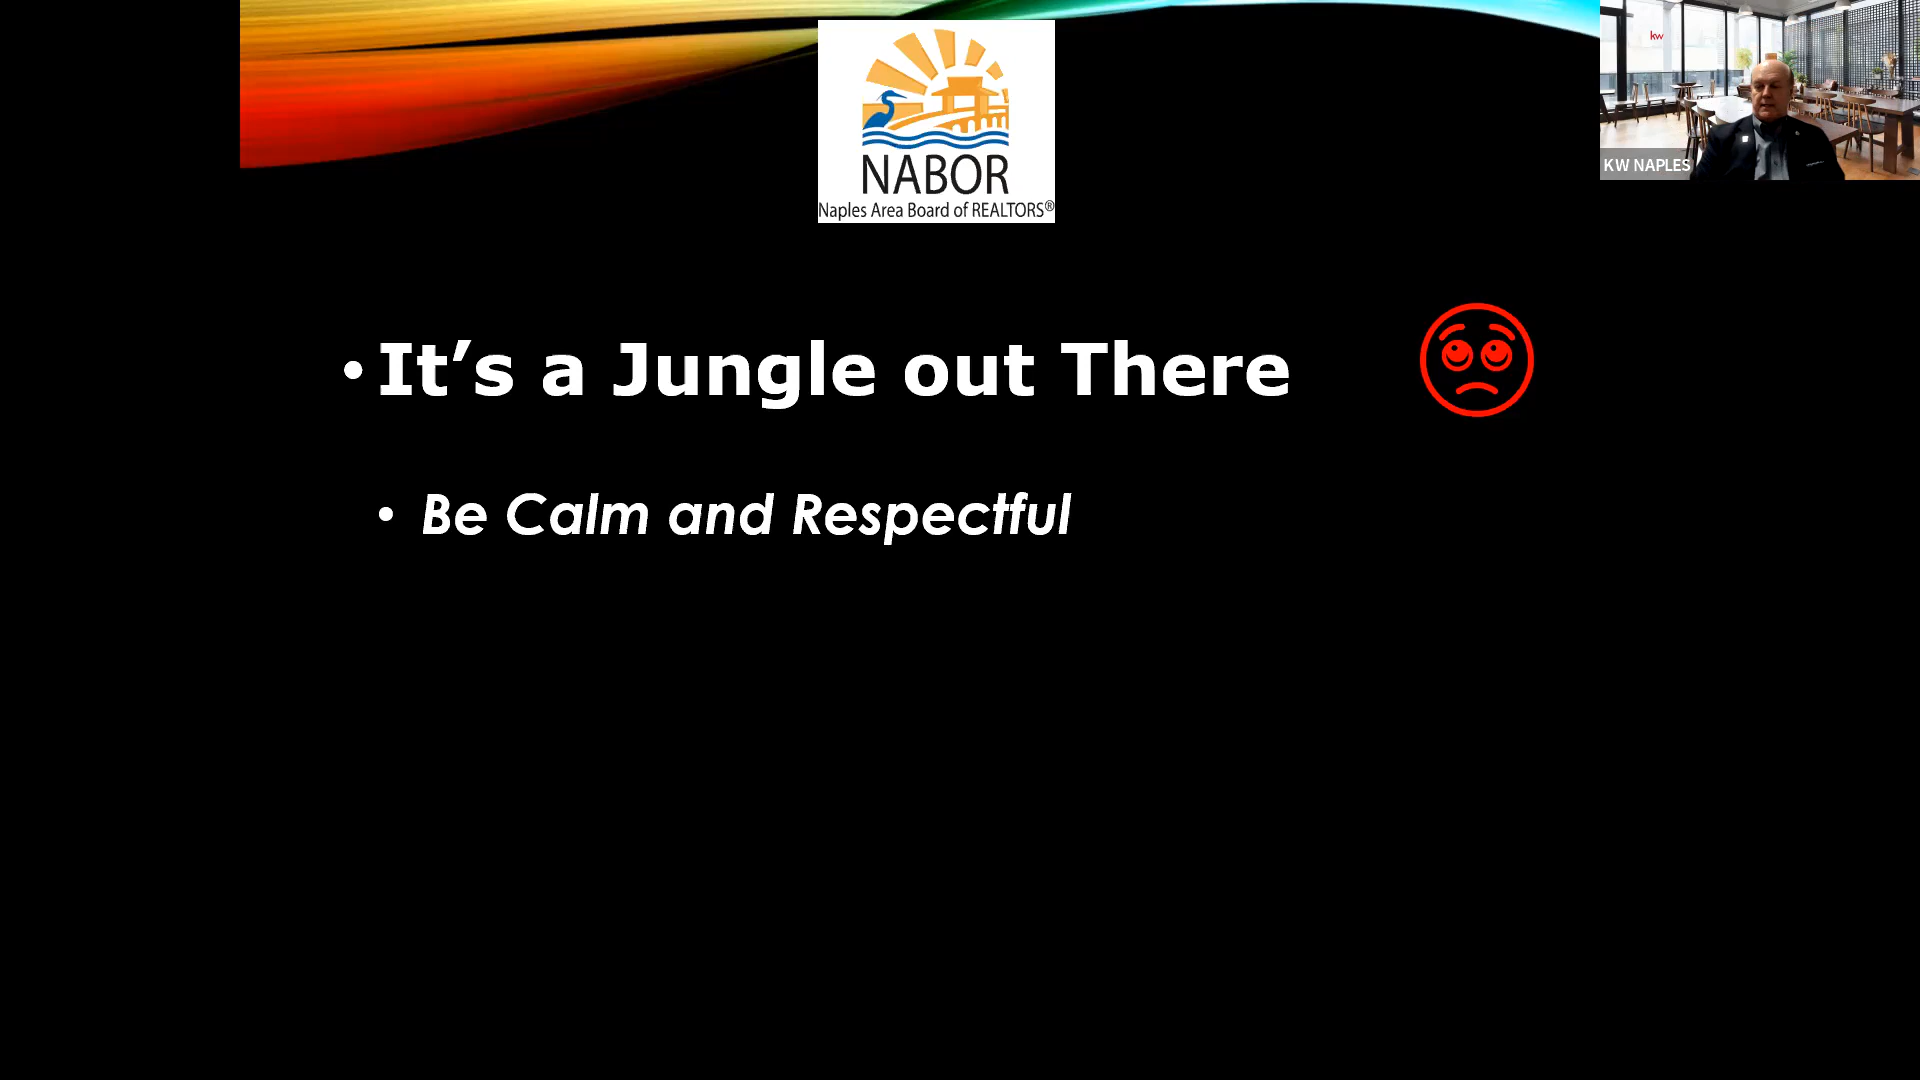 kw
KW NAPLES
NABOR
Naples Area Board of REALTORS®
• It’s a Jungle out There
• Be Calm and Respectful